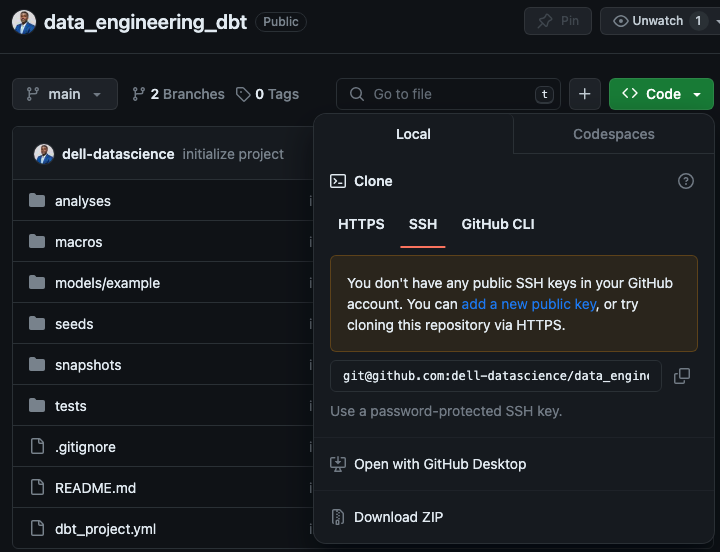 data_engineering_dbt Public Pin Unwatch 1
main 2 Branches 0 Tags Go to file t Code
Local Codespaces
dell-datascience initialize project
Clone
HTTPS SSH GitHub CLI
You don't have any public SSH keys in your GitHub
account. You can add a new public key, or try
cloning this repository via HTTPS.
git@github.com:dell-datascience/data_engine
Use a password-protected SSH key.
Open with GitHub Desktop
Download ZIP
analyses
macros
models/example
seeds
snapshots
tests
.gitignore
README.md
dbt_project.yml